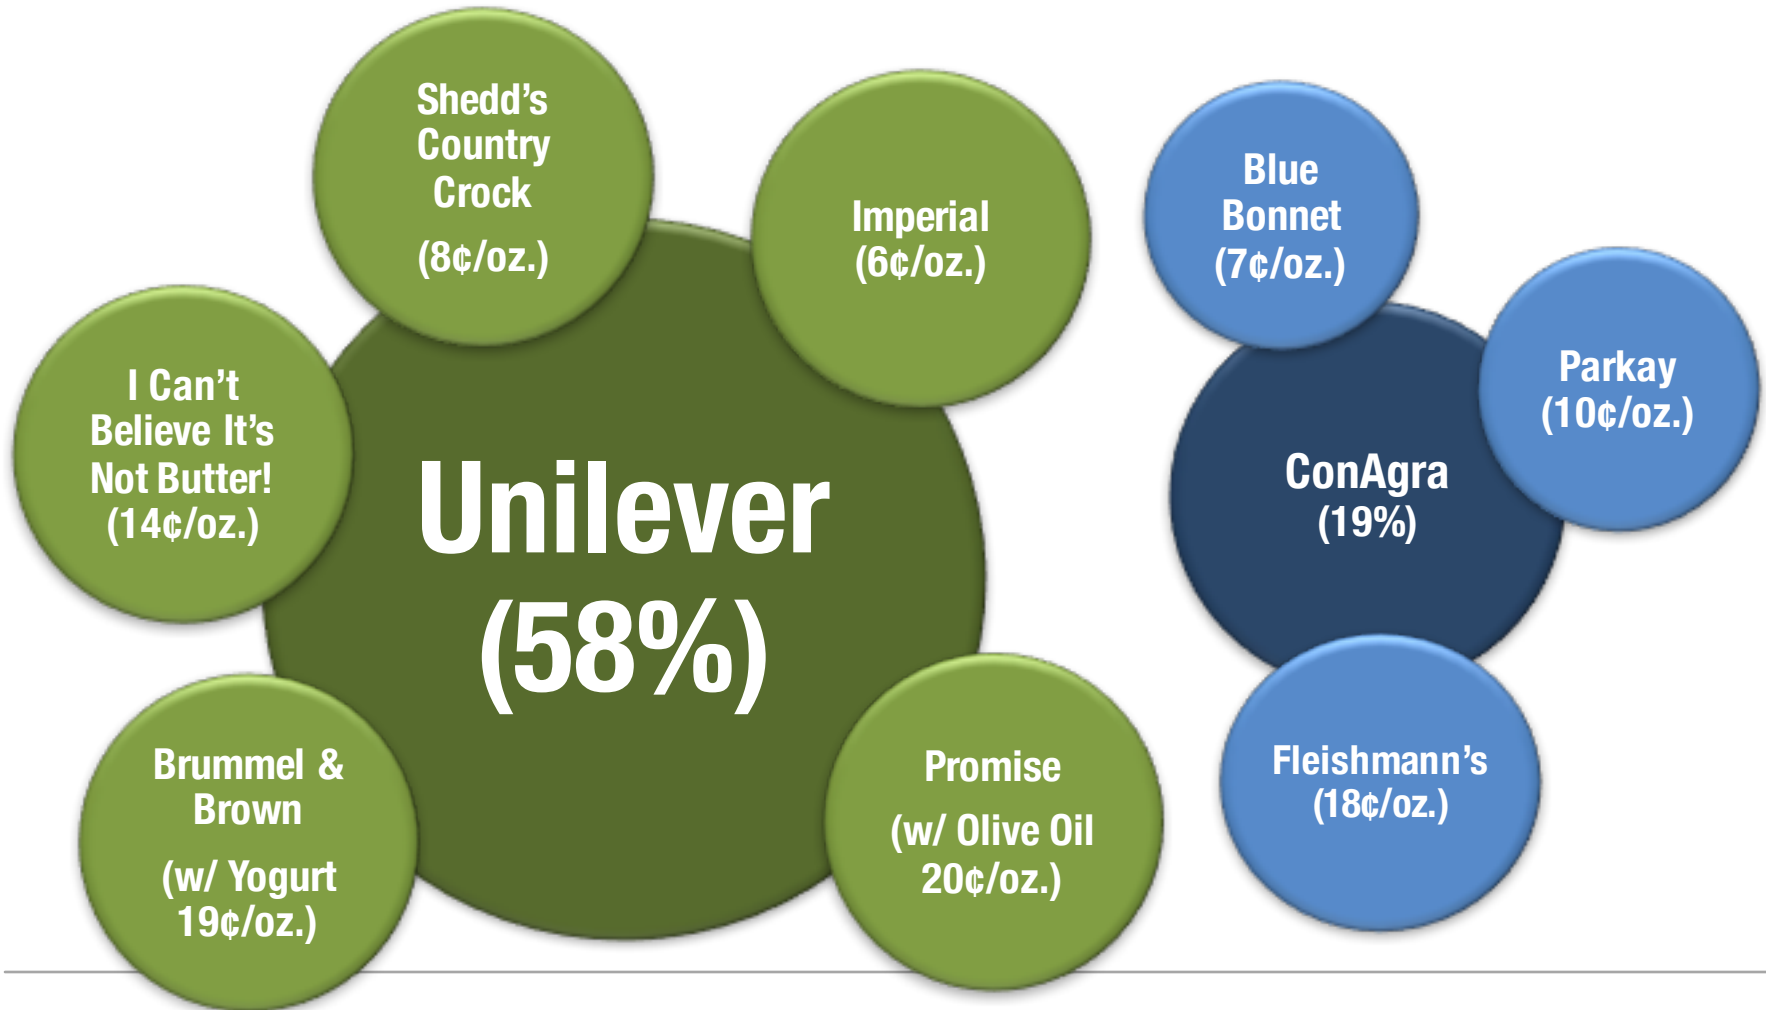 Shedd’s
Country
Crock
(8¢/oz.)
Imperial
(6¢/oz.)
I Can’t
Believe It’s
Not Butter!
(14¢/oz.)
Unilever
(58%)
Brummel &
Brown
(w/ Yogurt
19¢/oz.)
Promise
(w/ Olive Oil
20¢/oz.)
Blue
Bonnet
(7¢/oz.)
Parkay
(10¢/oz.)
ConAgra
(19%)
Fleishmann’s
(18¢/oz.)